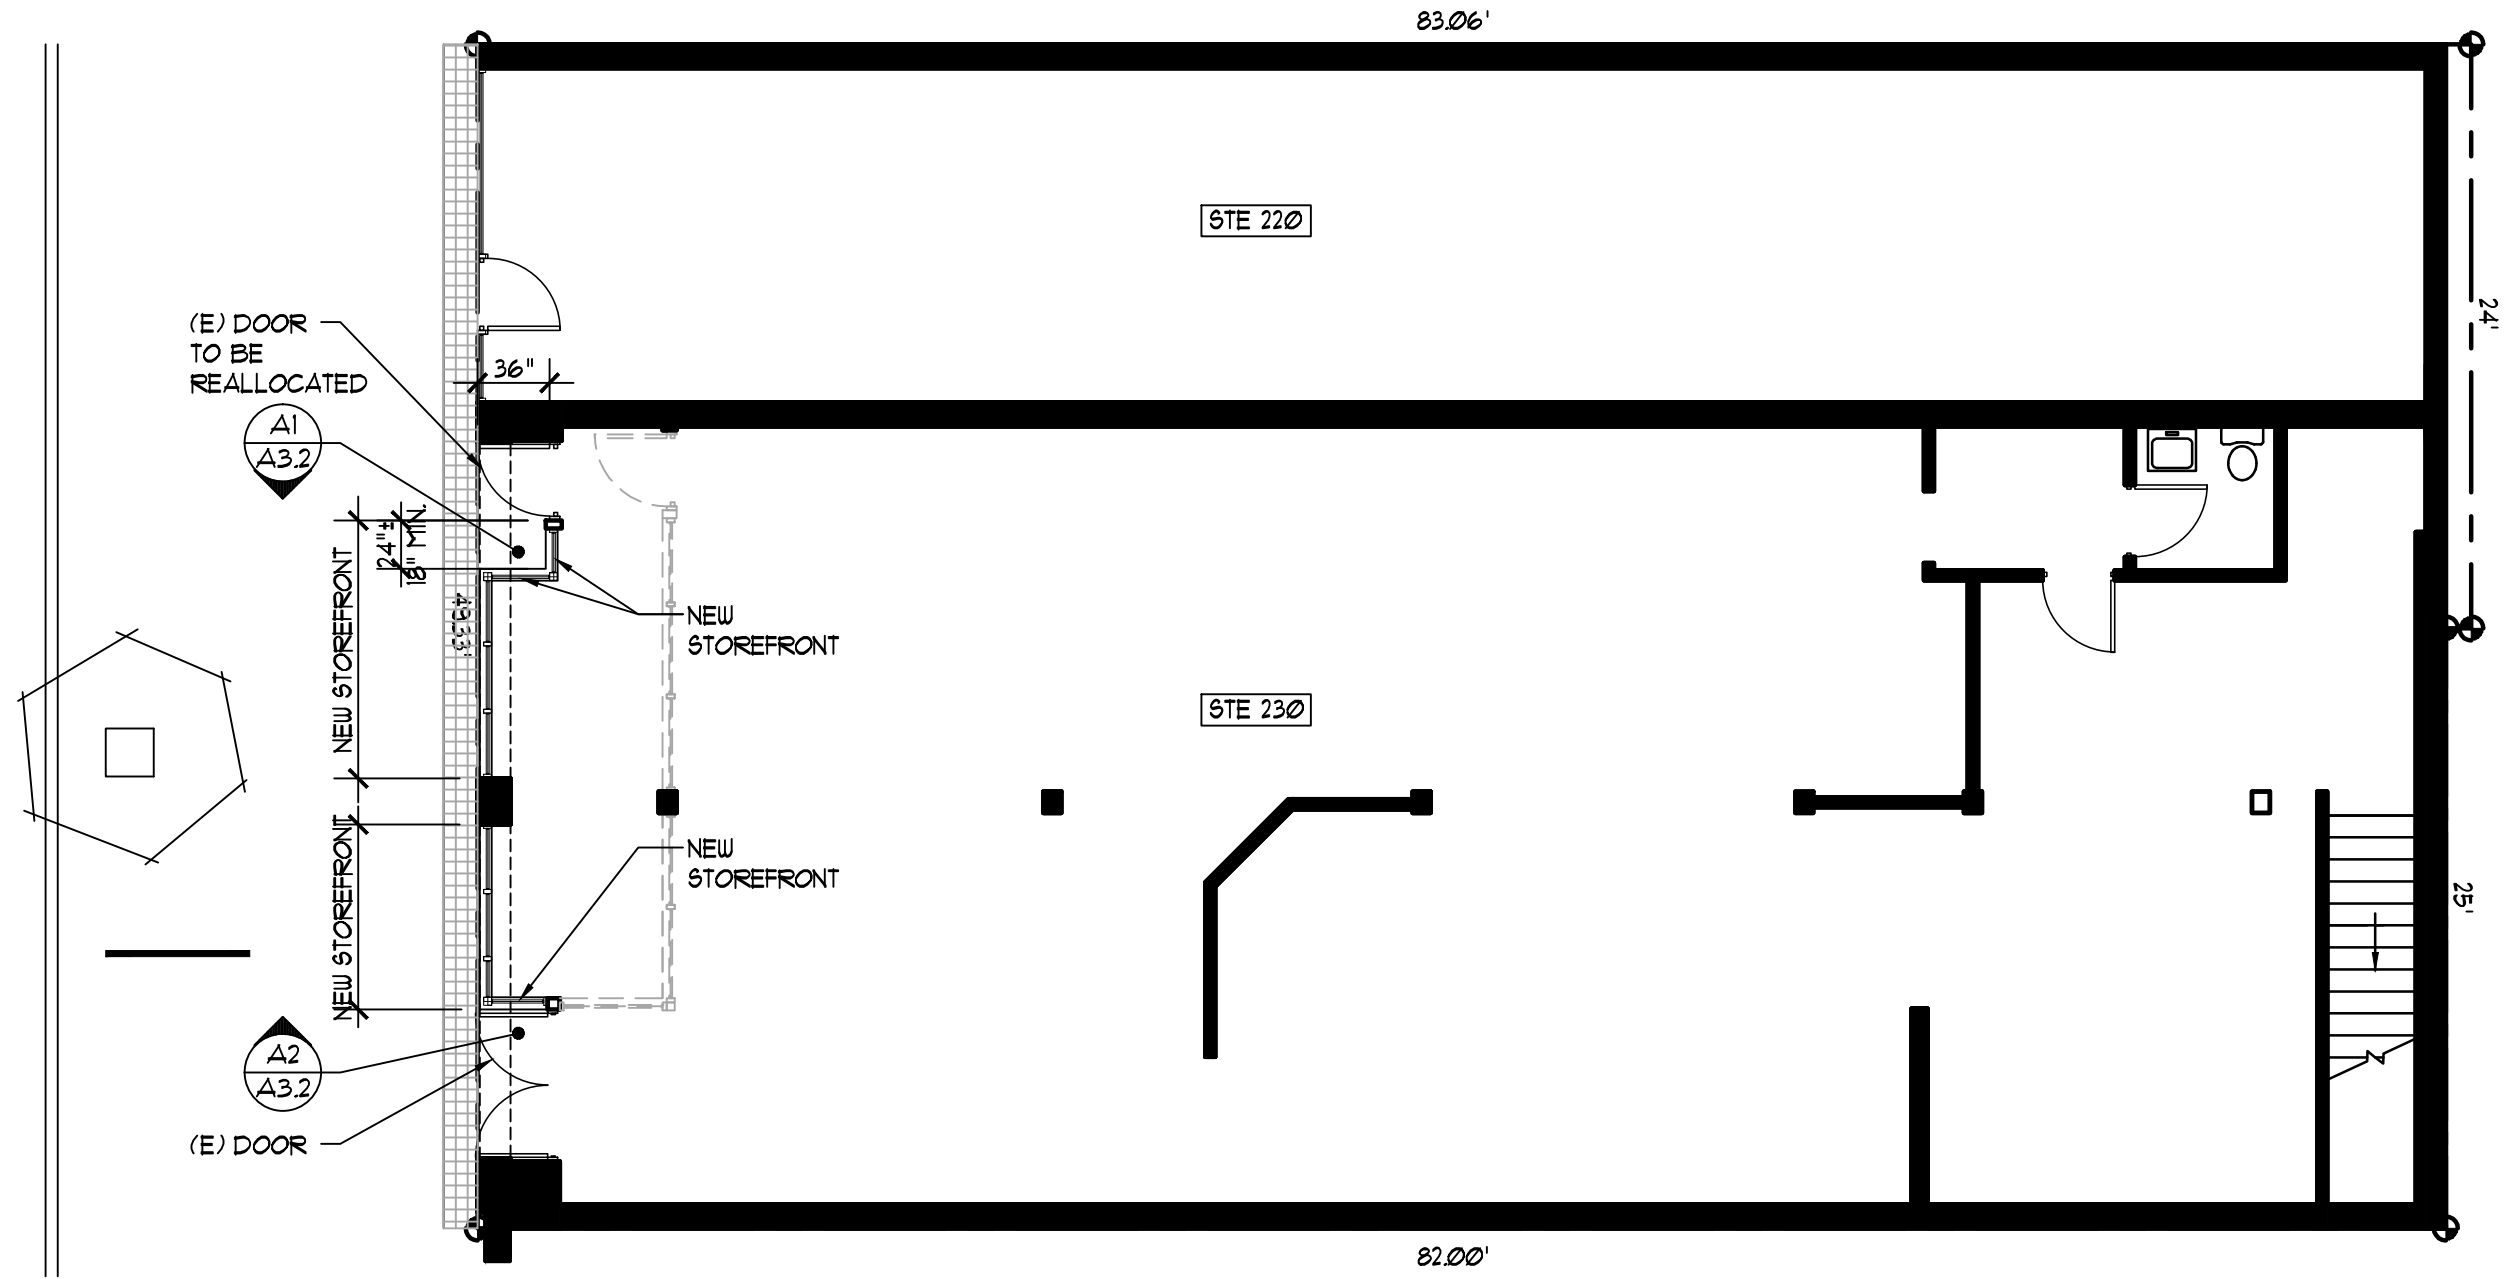 83.06'
STE 220
24'
(E) DOOR
TO BE
REALLOCATED
36"
A1
A3.2
24"±
18" MIN.
49.33'
NEW STOREFRONT
NEW
STOREFRONT
STE 230
NEW STOREFRONT
NEW
STOREFRONT
25'
A2
A3.2
(E) DOOR
82.00'